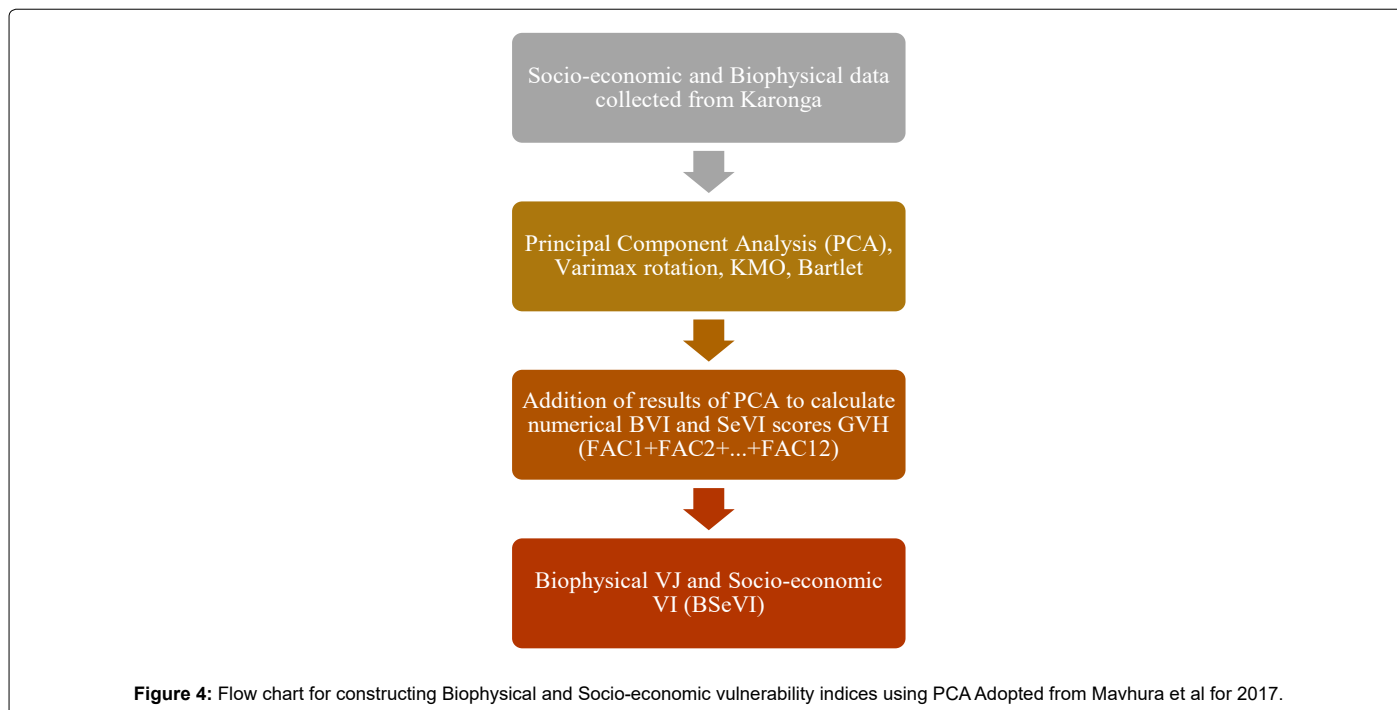 Socio-economic and Biophysical data
collected from Karonga
Principal Component Analysis (PCA),
Varimax rotation, KMO, Bartlet
Addition of results of PCA to calculate
numerical BVI and SeVI scores GVH
(FAC1+FAC2+...+FAC12)
Biophysical VJ and Socio-economic
VI (BSeVI)
Figure 4: Flow chart for constructing Biophysical and Socio-economic vulnerability indices using PCA Adopted from Mavhura et al for 2017.